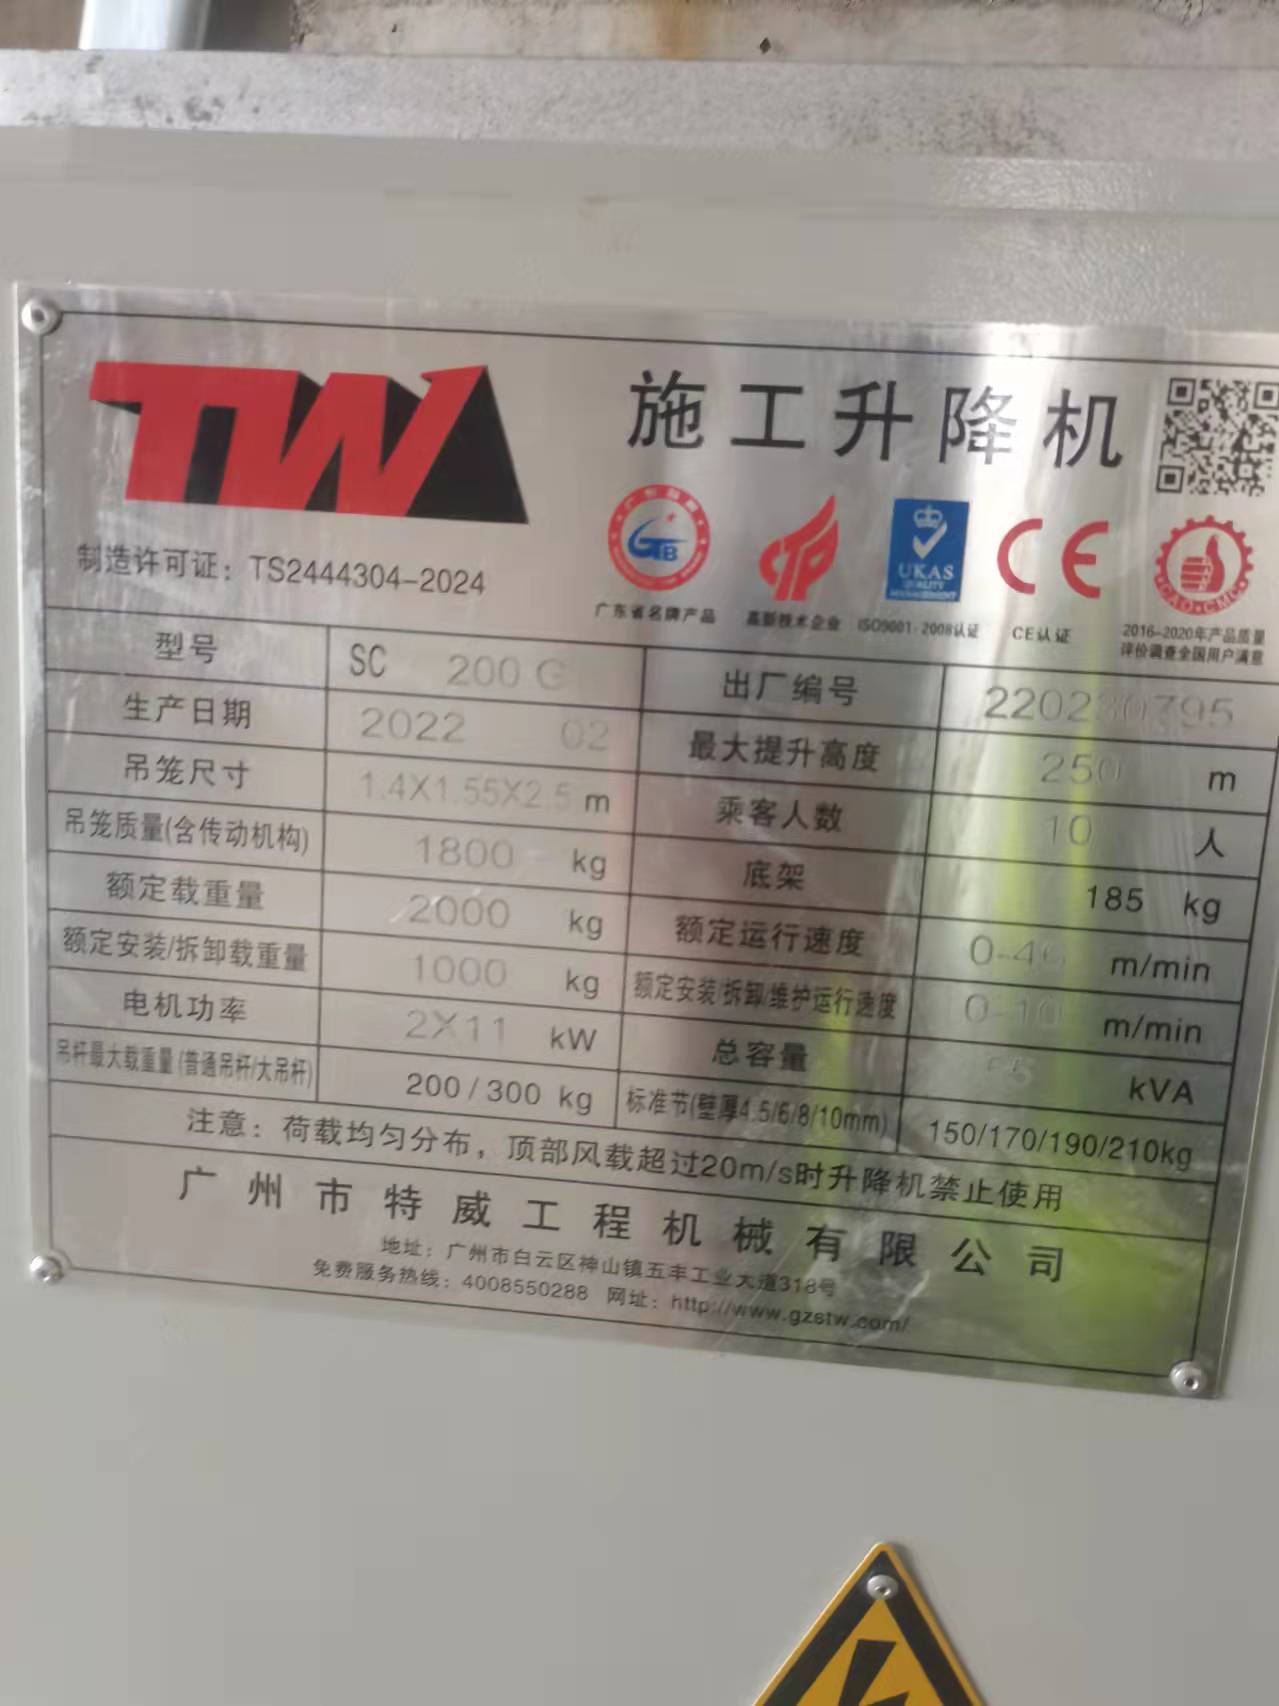 TW
施工升降机
制造许可证：TS2444304-2024
GTB
广东省名牌产品
高新技术企业
UKAS
QUALITY
MANAGEMENT
ISO9001:2008认证
CE
CE认证
CAQ·CMC
2016-2020年产品质量
评价调查全国用户满意
型号 SC 200 G 出厂编号 220230795
生产日期 2022 02 最大提升高度 250 m
吊笼尺寸 1.4X1.55X2.5 m 乘客人数 10 人
吊笼质量(含传动机构) 1800 kg 底架 185 kg
额定载重量 2000 kg 额定运行速度 m/min
额定安装/拆卸载重量 1000 kg 额定安装/拆卸/维护运行速度 0-10 m/min
电机功率 2X11 kW 总容量 kVA
吊杆最大载重量(普通吊杆/大吊杆) 200/300 kg 标准节(壁厚4.5/6/8/10mm) 150/170/190/210kg
注意：荷载均匀分布，顶部风载超过20m/s时升降机禁止使用
广州市特威工程机械有限公司
地址：广州市白云区神山镇五丰工业大道318号
免费服务热线：4008550288 网址：http://www.gzstw.com/